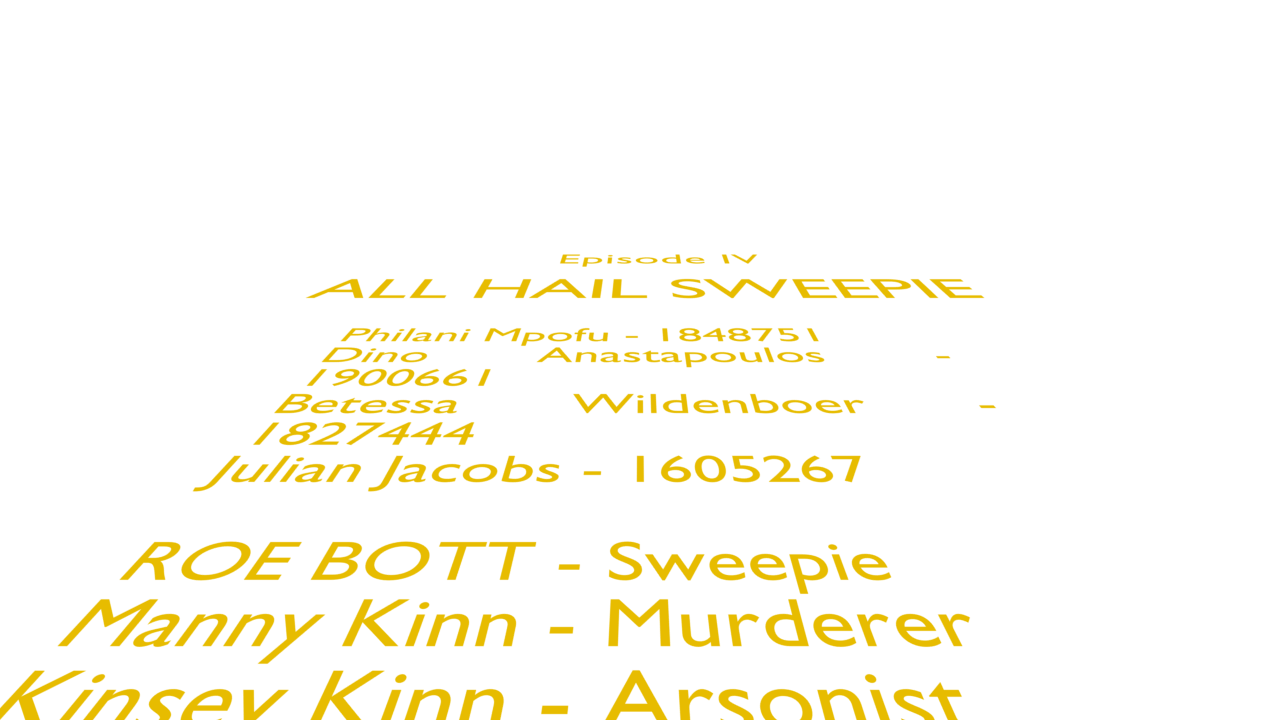 Episode IV
ALL HAIL SWEEPIE
Philani Mpofu - 1848751
Dino Anastapoulos -
1900661
Betessa Wildenboer -
1827444
Julian Jacobs - 1605267
ROE BOTT - Sweepie
Manny Kinn - Murderer
Kinsey Kinn - Arsonist